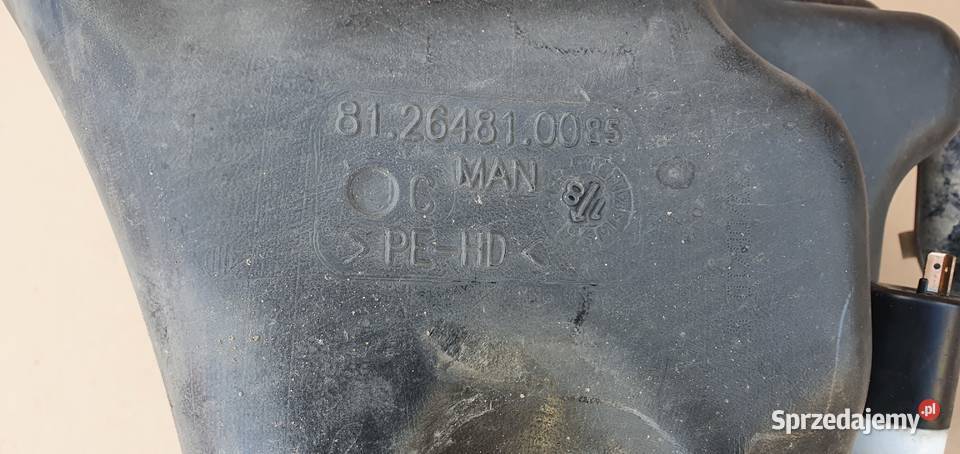 81.26481.0085
C MAN
>PE-HD<
Sprzedajemy.pl